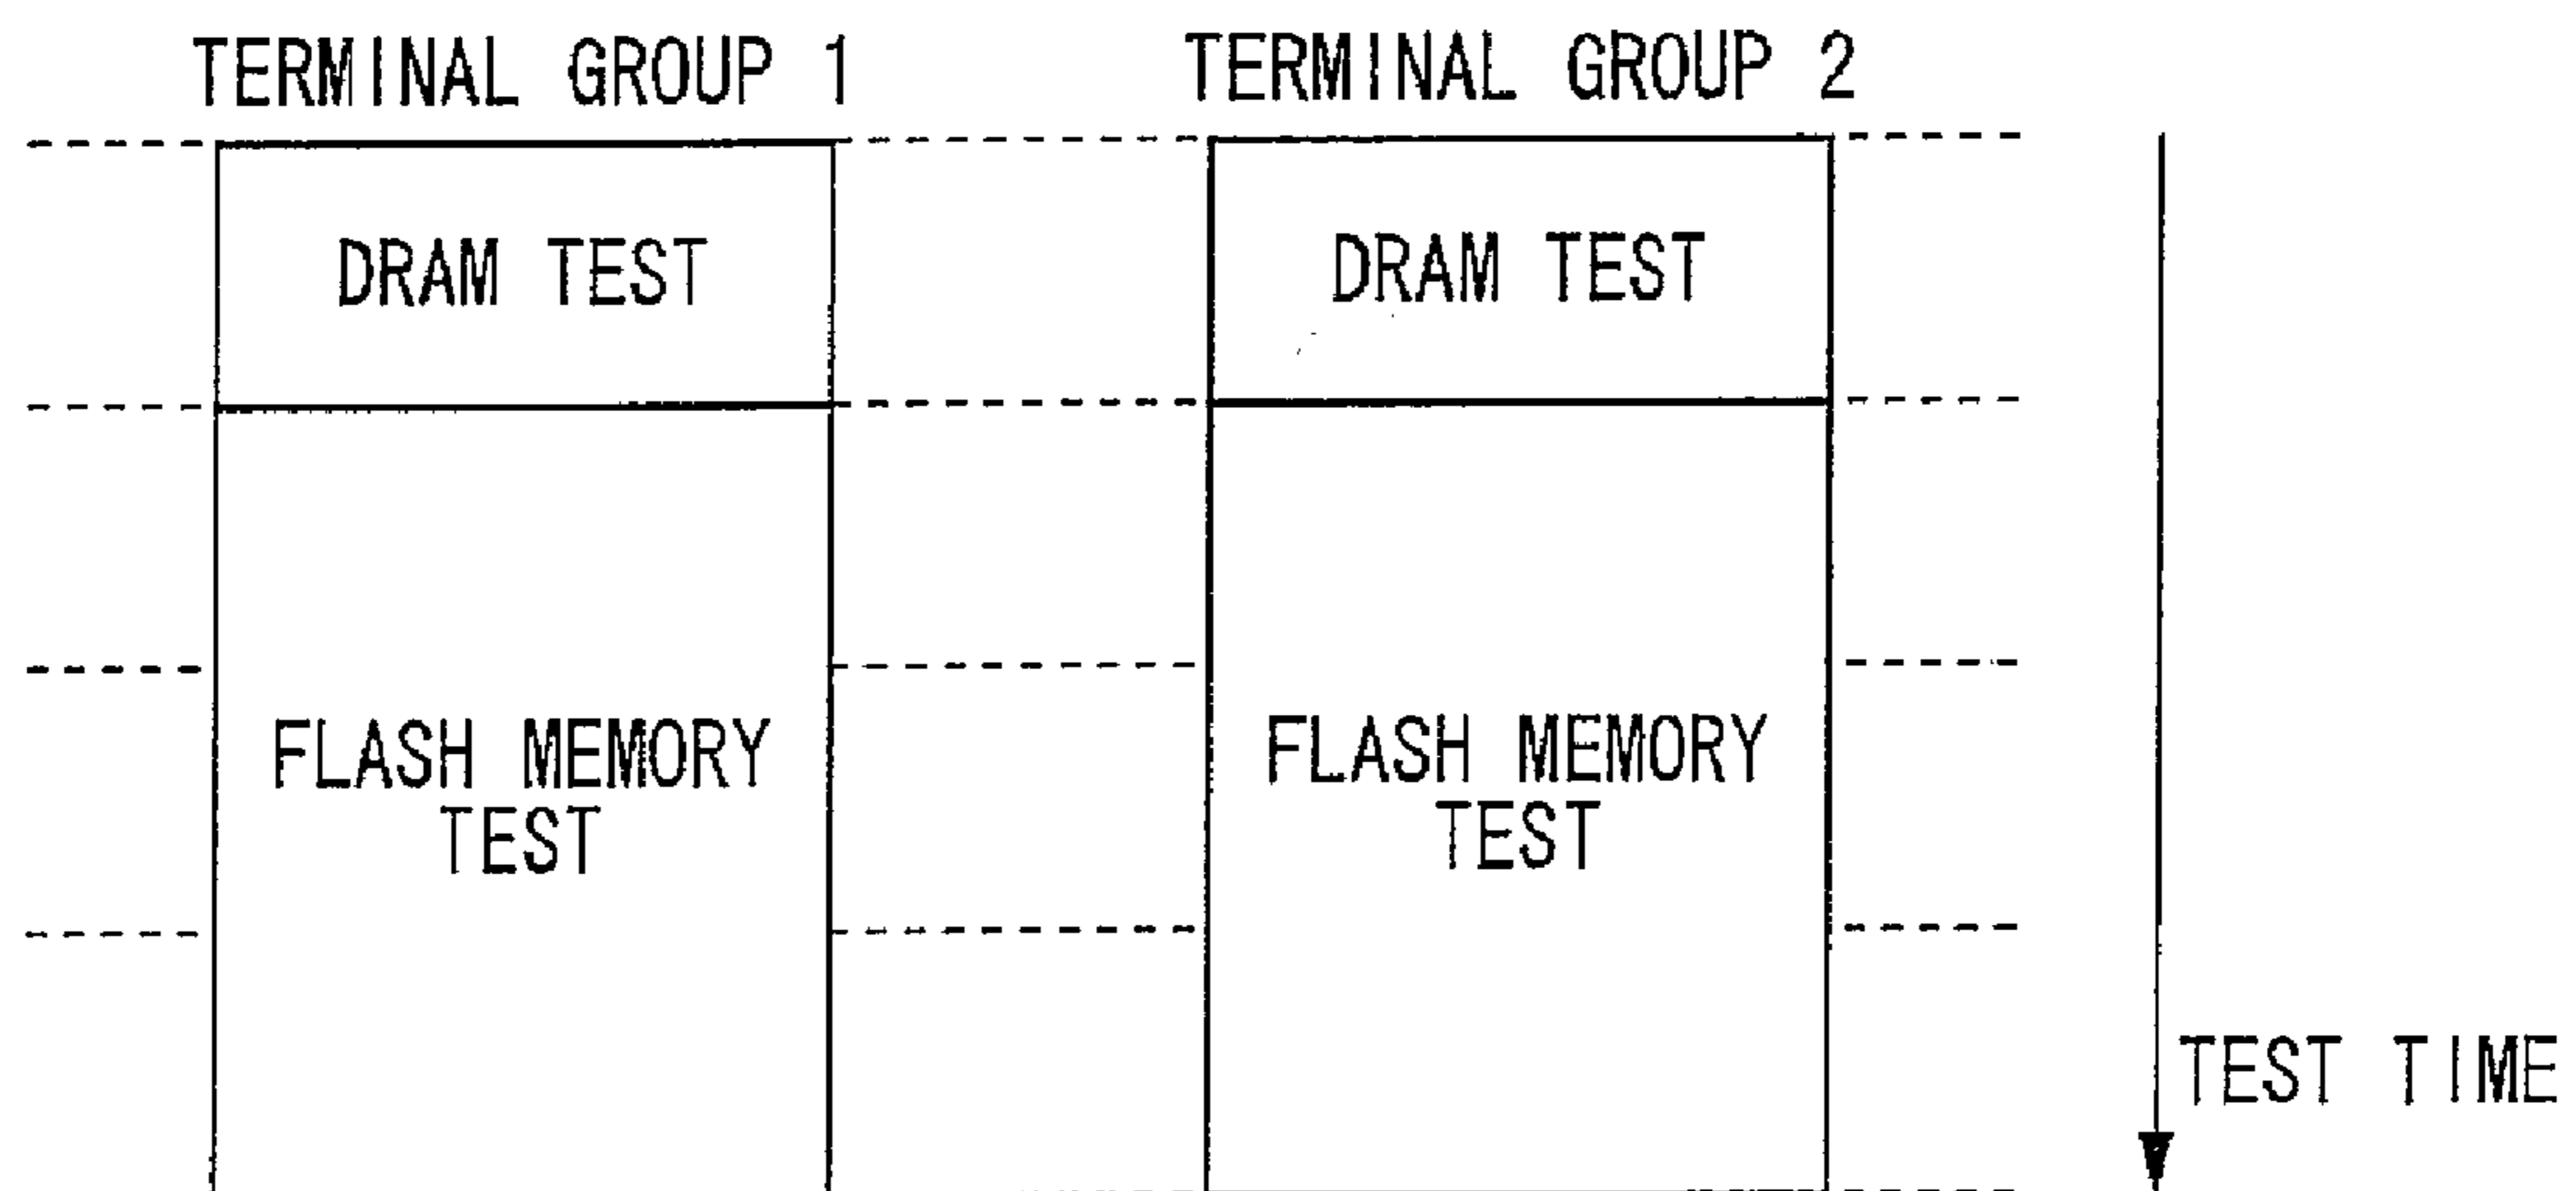 TERMINAL GROUP 1
TERMINAL GROUP 2
DRAM TEST
DRAM TEST
FLASH MEMORY
TEST
FLASH MEMORY
TEST
TEST TIME